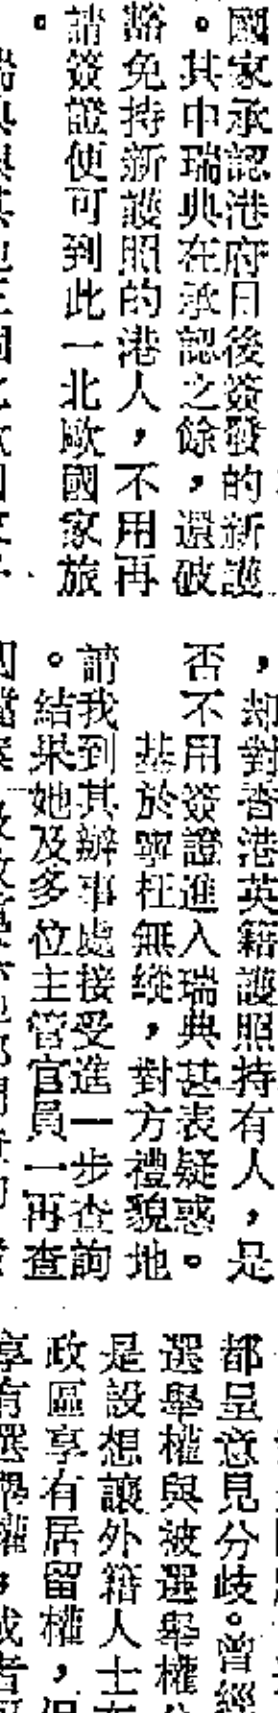 國家承認港府日後簽發的新護
。其中瑞典在承認之餘，還破
豁免持新護照的港人，不用再
請簽證便可到此一北歐國家旅
。
，却對香港英籍護照持有人，是
否不用簽證進入瑞典甚表疑惑。
基於寧枉無縱，對方禮貌地
請我到其辦事處接受進一步查詢
。結果她及多位主管官員一再查
都呈意見分歧。曾經
選舉權與被選舉權
是設想讓外籍人士
政區享有居留權，
享有選舉權，或者